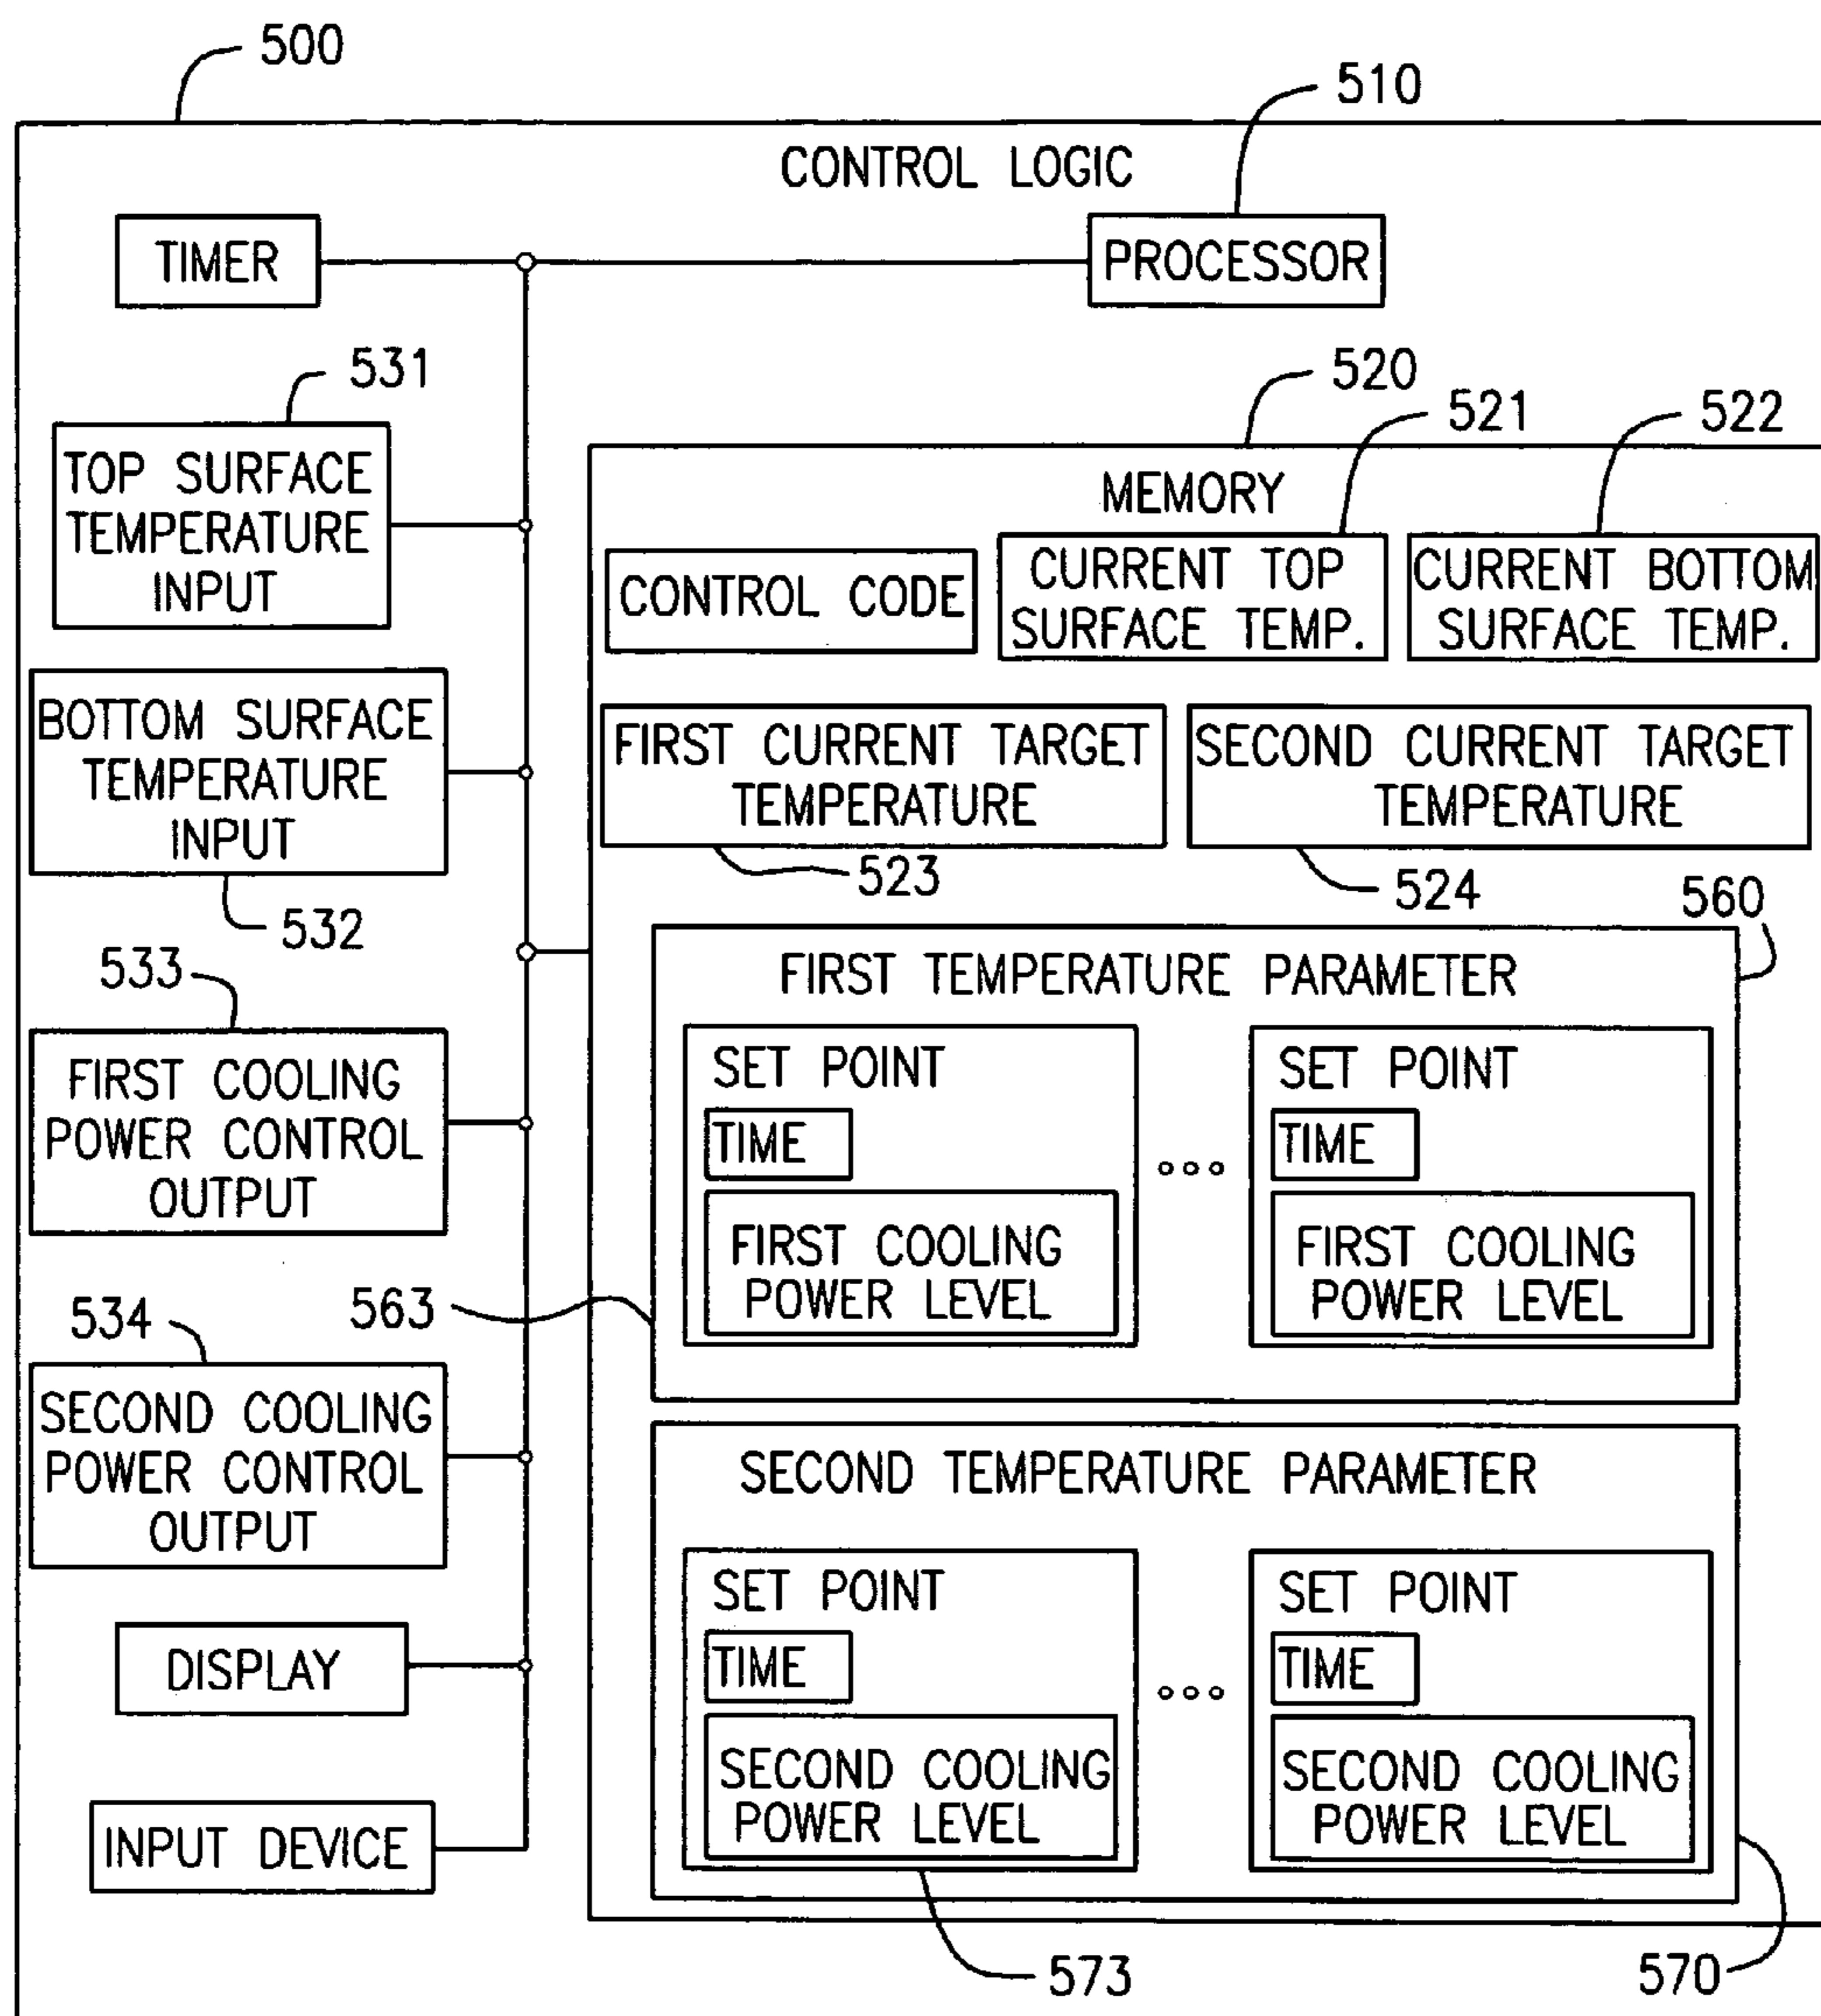 500
510
CONTROL LOGIC
TIMER
PROCESSOR
531
520
521
522
TOP SURFACE
TEMPERATURE
INPUT
MEMORY
CONTROL CODE
CURRENT TOP
SURFACE TEMP.
CURRENT BOTTOM
SURFACE TEMP.
BOTTOM SURFACE
TEMPERATURE
INPUT
532
FIRST CURRENT TARGET
TEMPERATURE
523
SECOND CURRENT TARGET
TEMPERATURE
524
560
533
FIRST COOLING
POWER CONTROL
OUTPUT
FIRST TEMPERATURE PARAMETER
SET POINT
TIME
FIRST COOLING
POWER LEVEL
SET POINT
TIME
FIRST COOLING
POWER LEVEL
563
534
SECOND COOLING
POWER CONTROL
OUTPUT
SECOND TEMPERATURE PARAMETER
SET POINT
TIME
SECOND COOLING
POWER LEVEL
SET POINT
TIME
SECOND COOLING
POWER LEVEL
DISPLAY
INPUT DEVICE
573
570